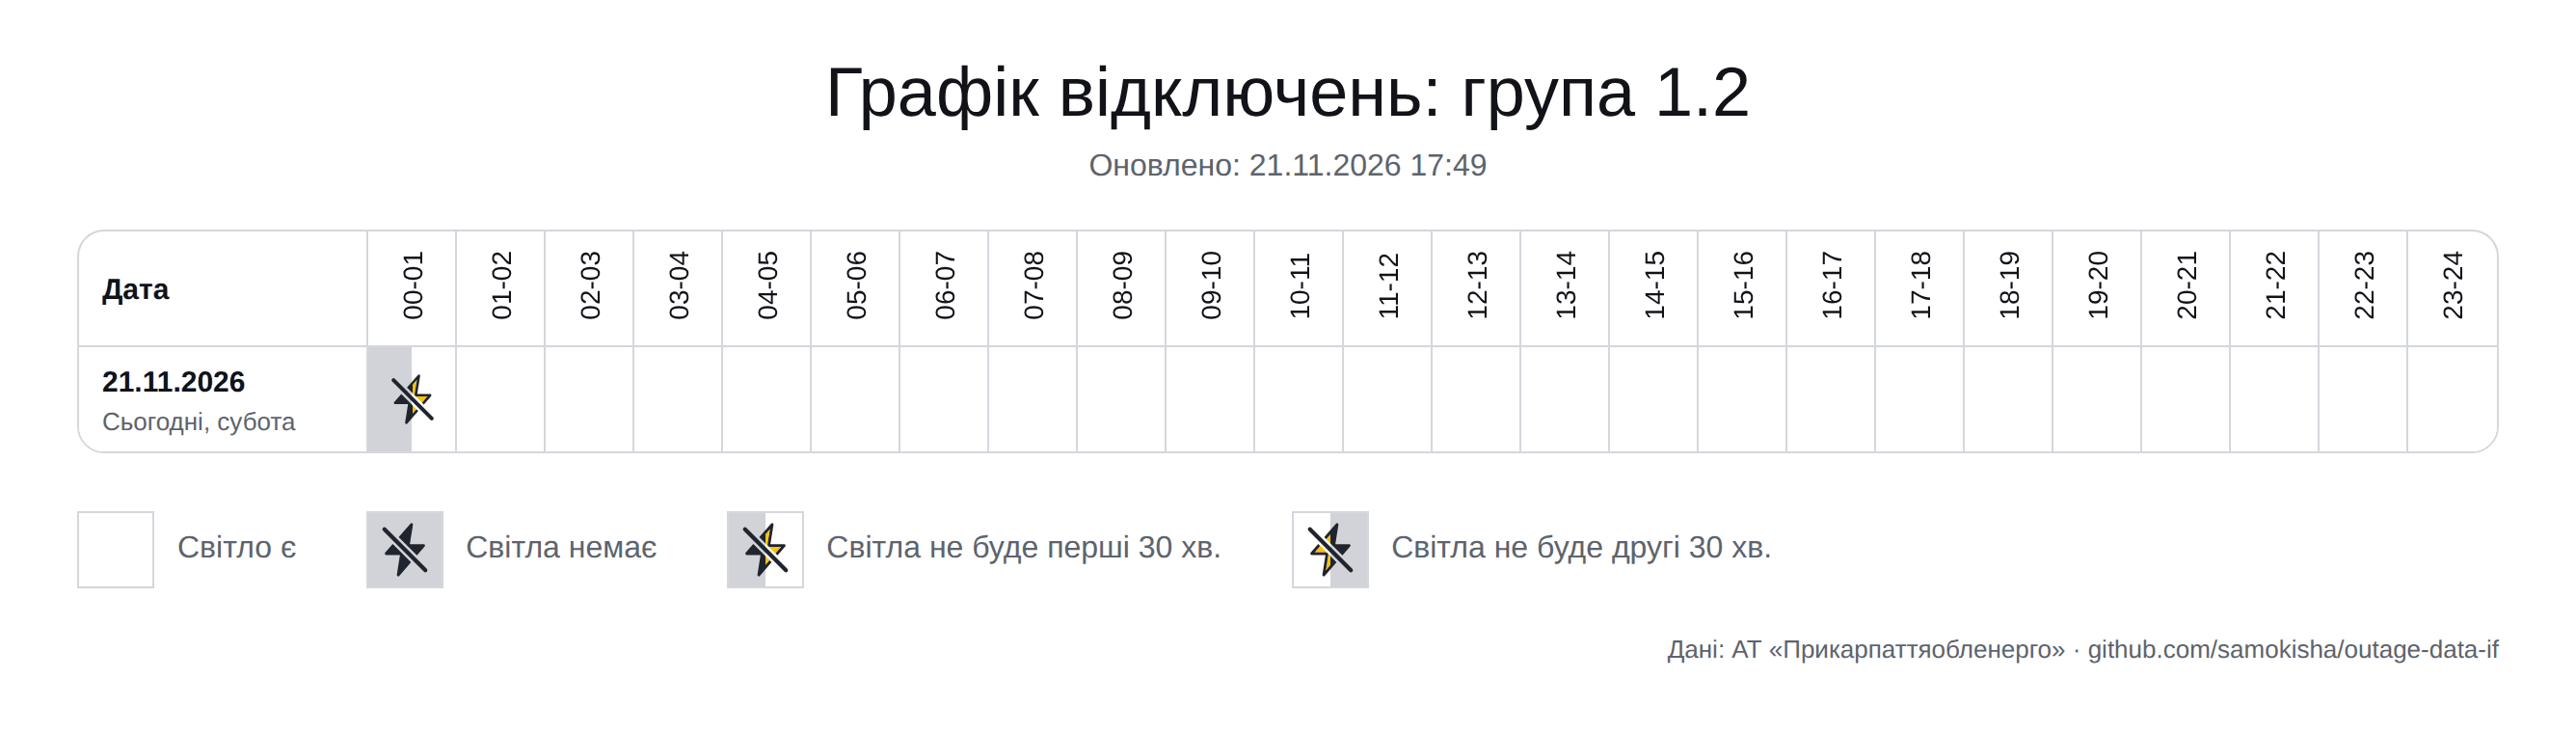 Графік відключень: група 1.2
Оновлено: 21.11.2026 17:49
Дата 00-01 01-02 02-03 03-04 04-05 05-06 06-07 07-08 08-09 09-10 10-11 11-12 12-13 13-14 14-15 15-16 16-17 17-18 18-19 19-20 20-21 21-22 22-23 23-24
21.11.2026
Сьогодні, субота
Світло є Світла немає Світла не буде перші 30 хв. Світла не буде другі 30 хв.
Дані: АТ «Прикарпаттяобленерго» · github.com/samokisha/outage-data-if